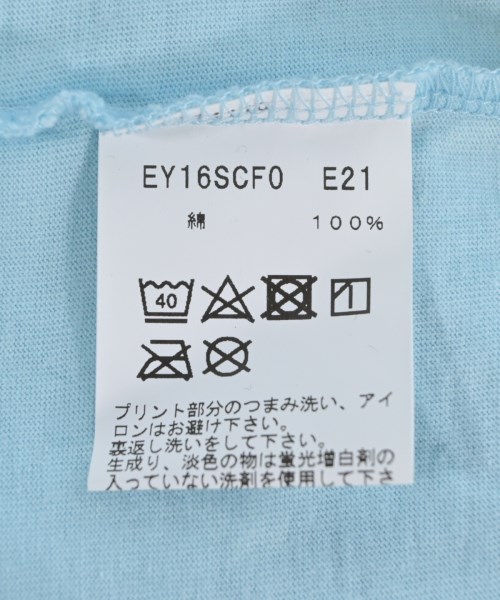 EY16SCF0 E21
綿 100%
40
プリント部分のつまみ洗い、アイ
ロンはお避け下さい。
裏返し洗いをして下さい。
生成り、淡色の物は蛍光増白剤の
入っていない洗剤を使用して下さ